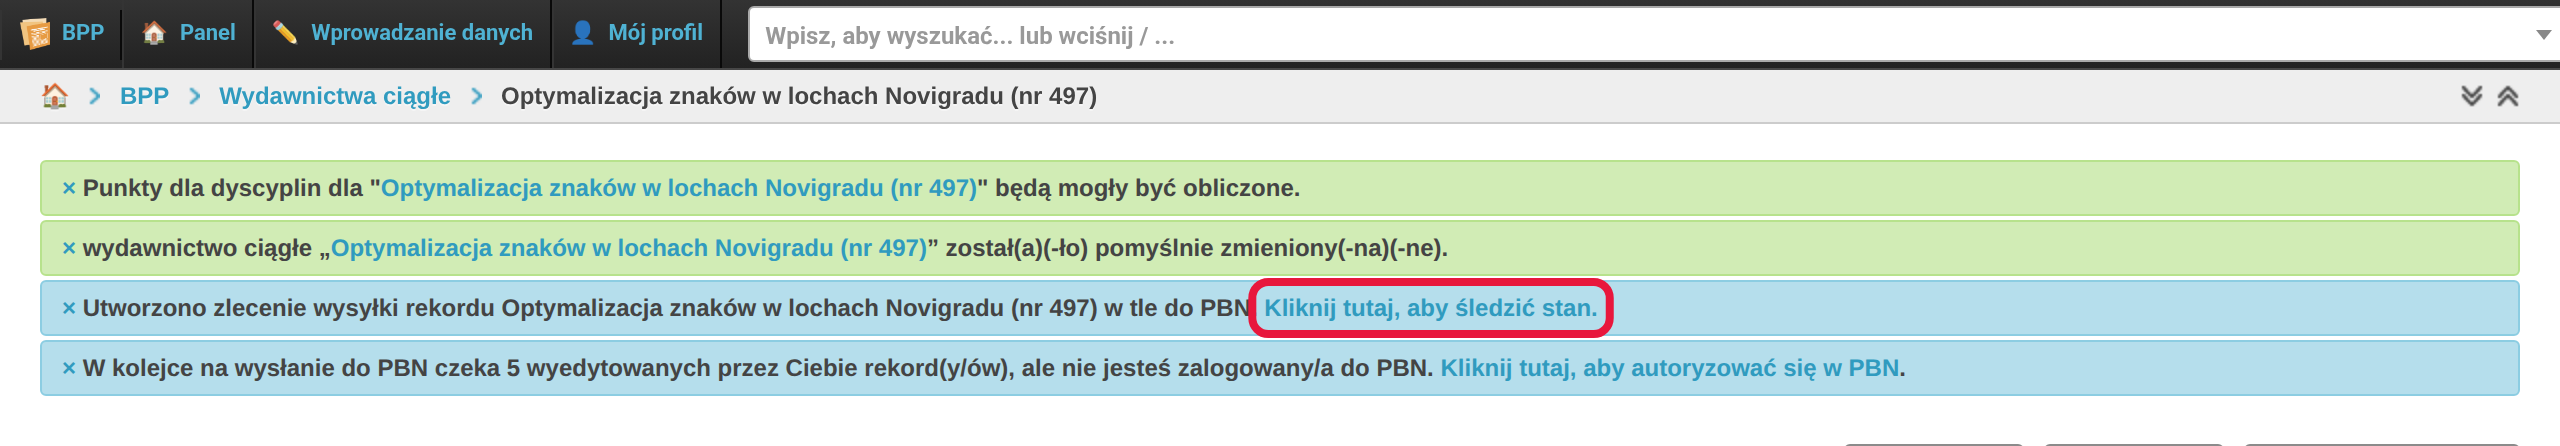 BPP Panel Wprowadzanie danych Mój profil Wpisz, aby wyszukać... lub wciśnij / ...
BPP Wydawnictwa ciągłe Optymalizacja znaków w lochach Novigradu (nr 497)
× Punkty dla dyscyplin dla "Optymalizacja znaków w lochach Novigradu (nr 497)" będą mogły być obliczone.
× wydawnictwo ciągłe „Optymalizacja znaków w lochach Novigradu (nr 497)” został(a)(-ło) pomyślnie zmieniony(-na)(-ne).
× Utworzono zlecenie wysyłki rekordu Optymalizacja znaków w lochach Novigradu (nr 497) w tle do PBN Kliknij tutaj, aby śledzić stan.
× W kolejce na wysłanie do PBN czeka 5 wyedytowanych przez Ciebie rekord(y/ów), ale nie jesteś zalogowany/a do PBN. Kliknij tutaj, aby autoryzować się w PBN.